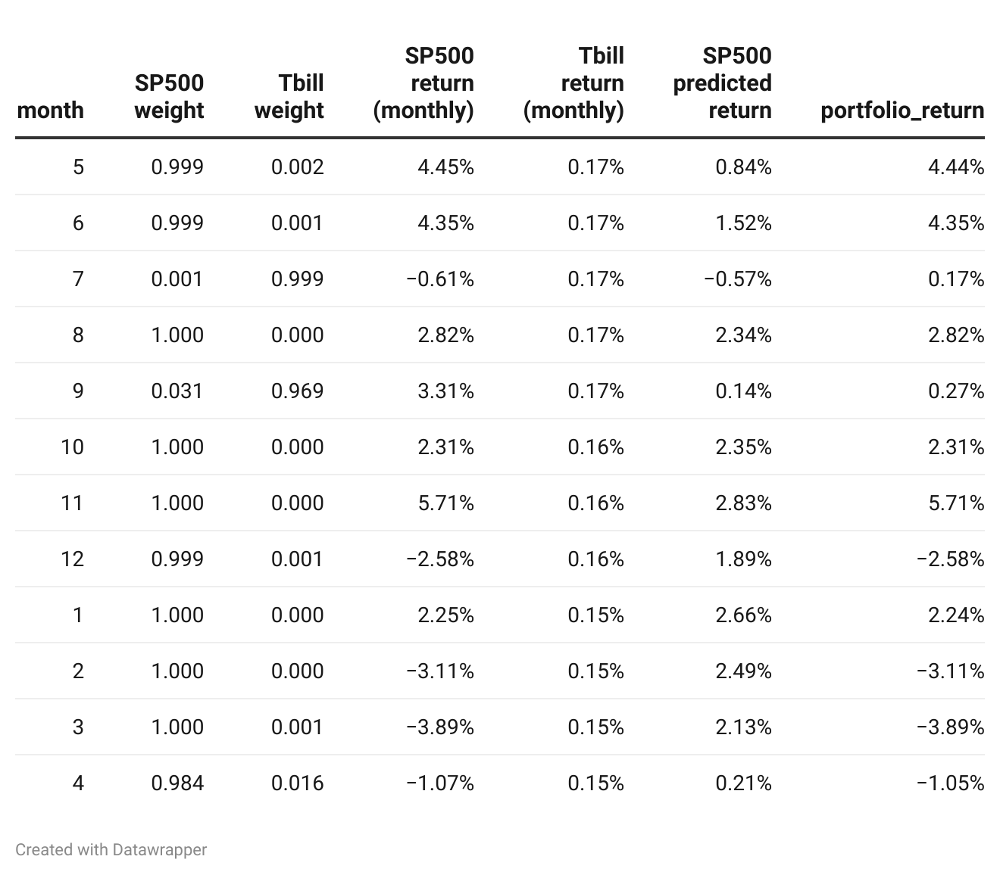 SP500 Tbill SP500
SP500 Tbill return return predicted
month weight weight (monthly) (monthly) return portfolio_return
5 0.999 0.002 4.45% 0.17% 0.84% 4.44%
6 0.999 0.001 4.35% 0.17% 1.52% 4.35%
7 0.001 0.999 −0.61% 0.17% −0.57% 0.17%
8 1.000 0.000 2.82% 0.17% 2.34% 2.82%
9 0.031 0.969 3.31% 0.17% 0.14% 0.27%
10 1.000 0.000 2.31% 0.16% 2.35% 2.31%
11 1.000 0.000 5.71% 0.16% 2.83% 5.71%
12 0.999 0.001 −2.58% 0.16% 1.89% −2.58%
1 1.000 0.000 2.25% 0.15% 2.66% 2.24%
2 1.000 0.000 −3.11% 0.15% 2.49% −3.11%
3 1.000 0.001 −3.89% 0.15% 2.13% −3.89%
4 0.984 0.016 −1.07% 0.15% 0.21% −1.05%
Created with Datawrapper